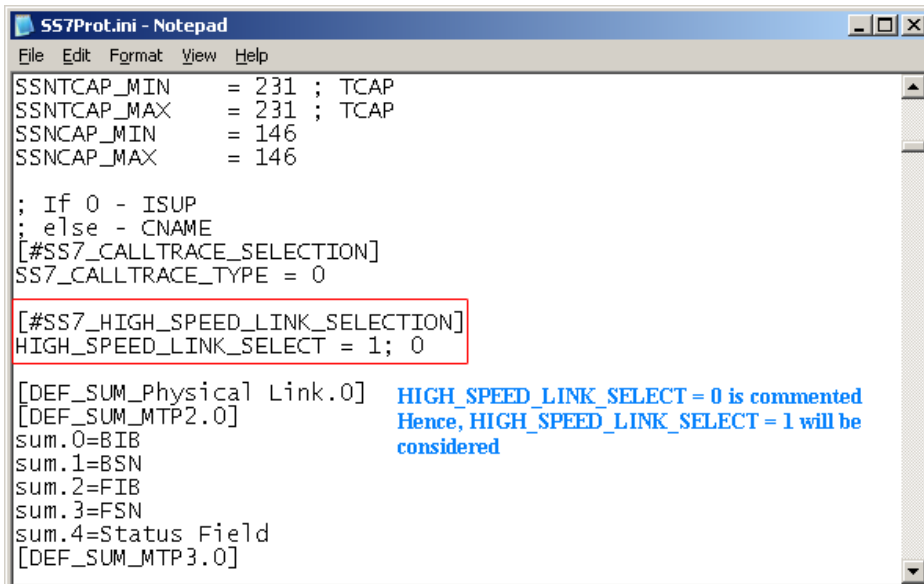 SS7Prot.ini - Notepad
File Edit Format View Help
SSNTCAP_MIN = 231 ; TCAP
SSNTCAP_MAX = 231 ; TCAP
SSNCAP_MIN = 146
SSNCAP_MAX = 146
; If 0 - ISUP
; else - CNAME
[#SS7_CALLTRACE_SELECTION]
SS7_CALLTRACE_TYPE = 0
[#SS7_HIGH_SPEED_LINK_SELECTION]
HIGH_SPEED_LINK_SELECT = 1; 0
[DEF_SUM_Physical Link.0]
[DEF_SUM_MTP2.0]
sum.0=BIB
sum.1=BSN
sum.2=FIB
sum.3=FSN
sum.4=Status Field
[DEF_SUM_MTP3.0]
HIGH_SPEED_LINK_SELECT = 0 is commented
Hence, HIGH_SPEED_LINK_SELECT = 1 will be
considered